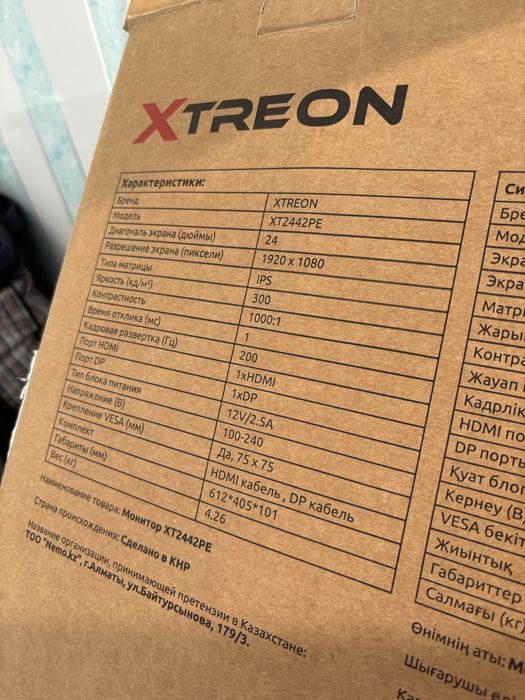 XTREON
Характеристики:
Бренд XTREON
Модель XT2442PE
Диагональ экрана (дюймы) 24
Разрешение экрана (пиксели) 1920 x 1080
Типа матрицы IPS
Яркость (кд/м²) 300
Контрастность 1000:1
Время отклика (мс) 1
Кадровая развертка (Гц) 200
Порт HDMI 1xHDMI
Порт DP 1xDP
Тип блока питания 12V/2.5A
Напряжение (В) 100-240
Крепление VESA (мм) Да, 75 x 75
Комплект HDMI кабель , DP кабель
Габариты (мм) 612*405*101
Вес (кг) 4.26
Наименование товара: Монитор XT2442PE
Страна происхождения: Сделано в КНР
Название организации, принимающей претензии в Казахстане:
ТОО "Nemo.kz", г.Алматы, ул.Байтурсынова, 179/3.
Си
Бре
Мод
Экра
Экра
Матри
Жары
Контра
Жауап
Кадрлік
HDMI по
DP порты
Қуат блог
Кернеу (В
VESA бекіт
Жиынтық
Габариттер
Салмағы (кг
Өнімнің аты: М
Шығарушы ел